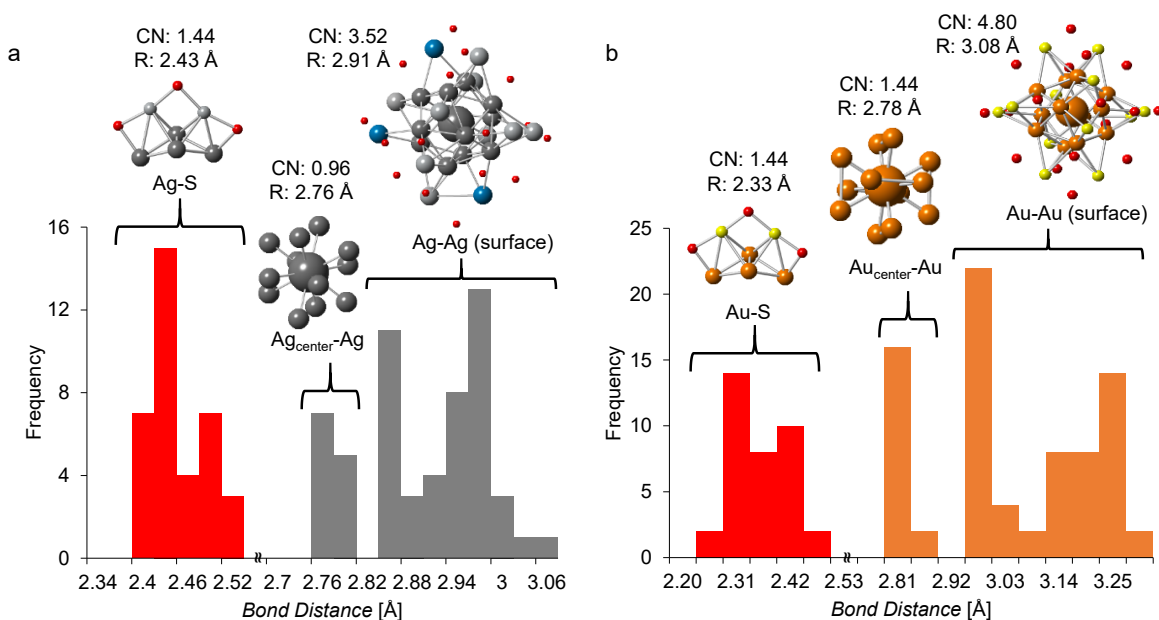 a
CN: 1.44
R: 2.43 Å
Ag-S
CN: 0.96
R: 2.76 Å
Ag_center-Ag
CN: 3.52
R: 2.91 Å
Ag-Ag (surface)
Frequency
16
12
8
4
0
2.34 2.4 2.46 2.52 2.7 2.76 2.82 2.88 2.94 3 3.06
Bond Distance [Å]
b
CN: 1.44
R: 2.33 Å
Au-S
CN: 1.44
R: 2.78 Å
Au_center-Au
CN: 4.80
R: 3.08 Å
Au-Au (surface)
Frequency
25
20
15
10
5
0
2.20 2.31 2.42 2.53 2.81 2.92 3.03 3.14 3.25
Bond Distance [Å]